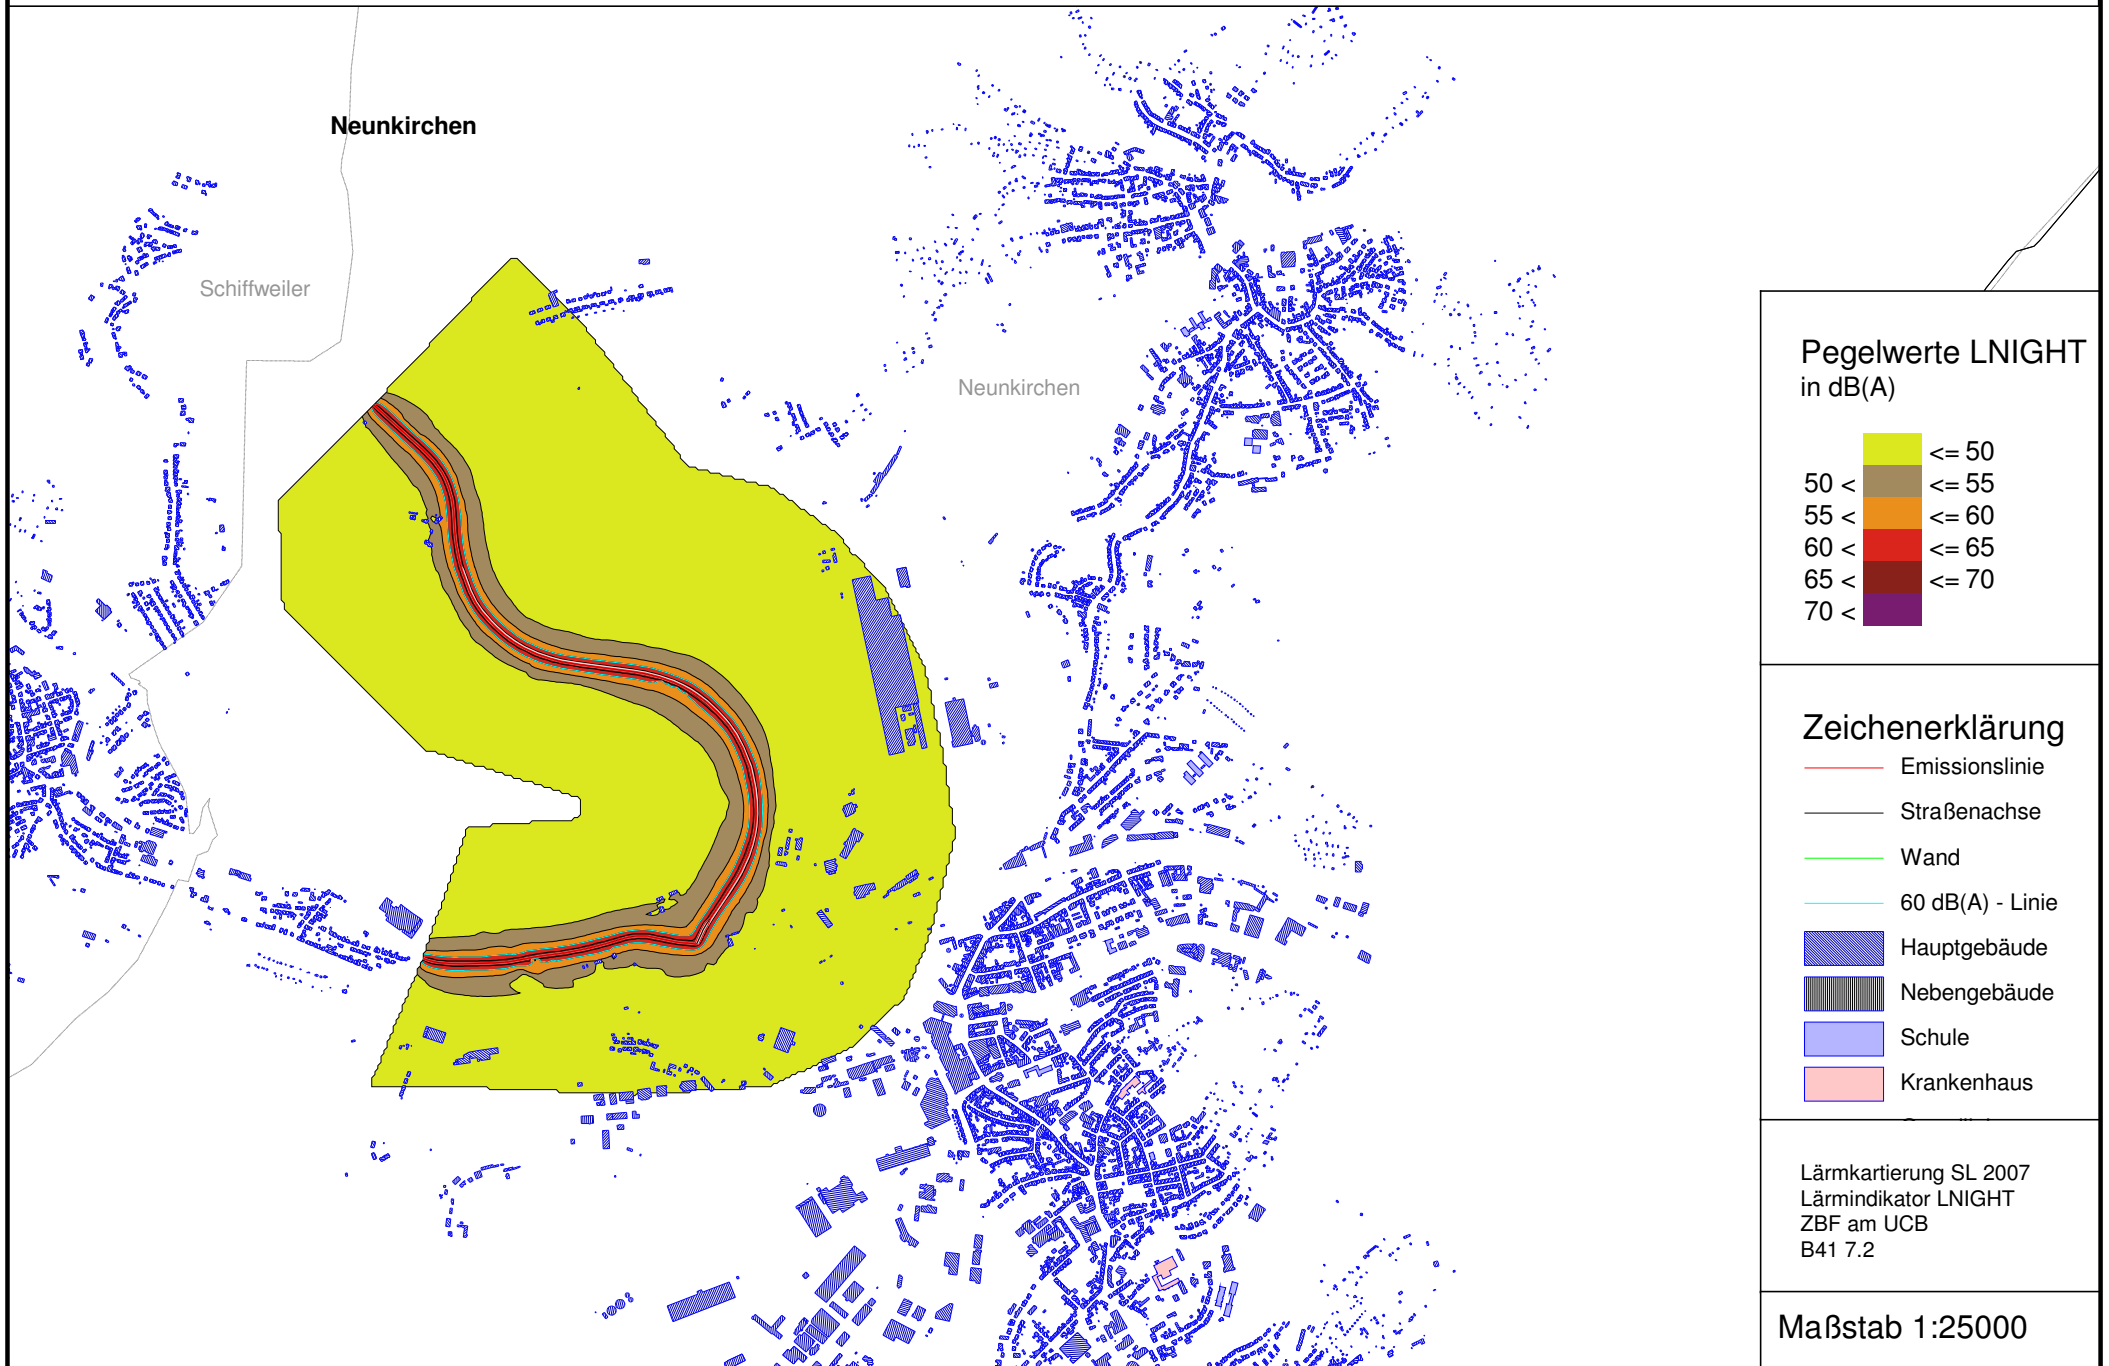 Neunkirchen
Schiffweiler
Neunkirchen
Pegelwerte LNIGHT
in dB(A)
<= 50
50 < <= 55
55 < <= 60
60 < <= 65
65 < <= 70
70 <
Zeichenerklärung
Emissionslinie
Straßenachse
Wand
60 dB(A) - Linie
Hauptgebäude
Nebengebäude
Schule
Krankenhaus
Lärmkartierung SL 2007
Lärmindikator LNIGHT
ZBF am UCB
B41 7.2
Maßstab 1:25000